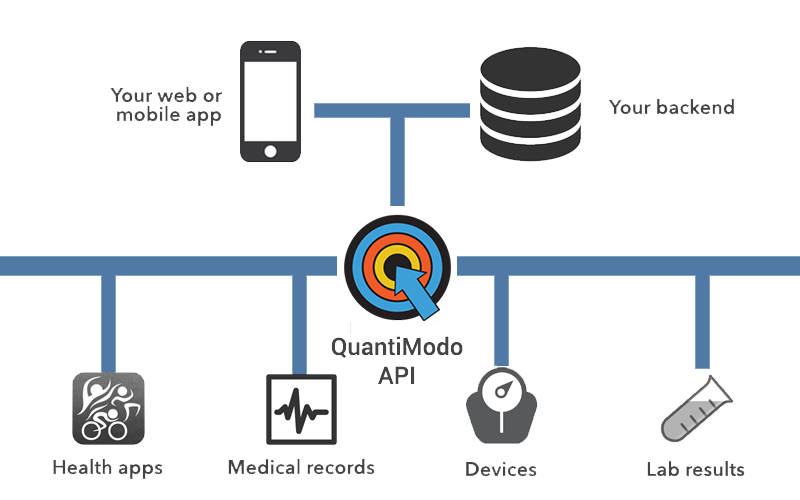 Your web or
mobile app
Your backend
QuantiModo
API
Health apps
Medical records
Devices
Lab results